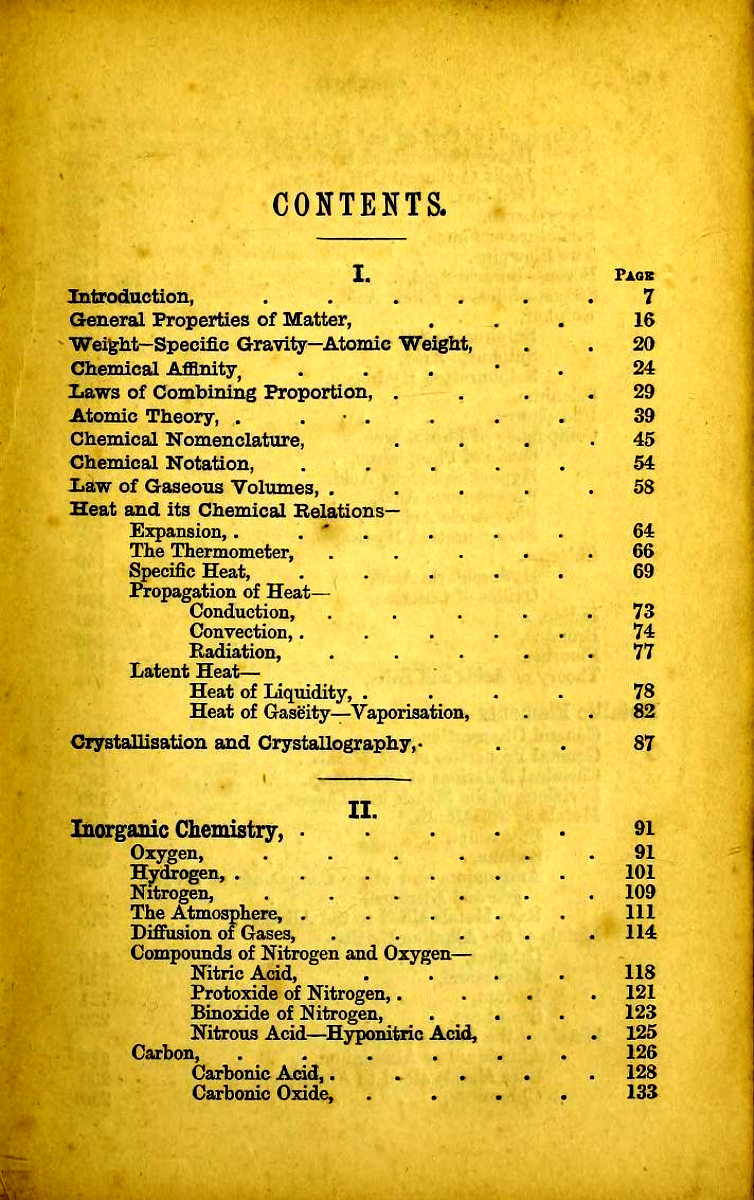 CONTENTS.
I.
PAGE
Introduction, . . . . . . 7
General Properties of Matter, . . . 16
Weight—Specific Gravity—Atomic Weight, . . 20
Chemical Affinity, . . . . . 24
Laws of Combining Proportion, . . . . 29
Atomic Theory, . . . . . . 39
Chemical Nomenclature, . . . . 45
Chemical Notation, . . . . . 54
Law of Gaseous Volumes, . . . . . 58
Heat and its Chemical Relations—
Expansion, . . . . . . 64
The Thermometer, . . . . . 66
Specific Heat, . . . . . 69
Propagation of Heat—
Conduction, . . . . . 73
Convection, . . . . . 74
Radiation, . . . . . 77
Latent Heat—
Heat of Liquidity, . . . . 78
Heat of Gaseïty—Vaporisation, . . 82
Crystallisation and Crystallography, . . . 87
II.
Inorganic Chemistry, . . . . . 91
Oxygen, . . . . . . 91
Hydrogen, . . . . . . 101
Nitrogen, . . . . . . 109
The Atmosphere, . . . . . 111
Diffusion of Gases, . . . . . 114
Compounds of Nitrogen and Oxygen—
Nitric Acid, . . . . 118
Protoxide of Nitrogen, . . . . 121
Binoxide of Nitrogen, . . . 123
Nitrous Acid—Hyponitric Acid, . . 125
Carbon, . . . . . . 126
Carbonic Acid, . . . . . 128
Carbonic Oxide, . . . . 133